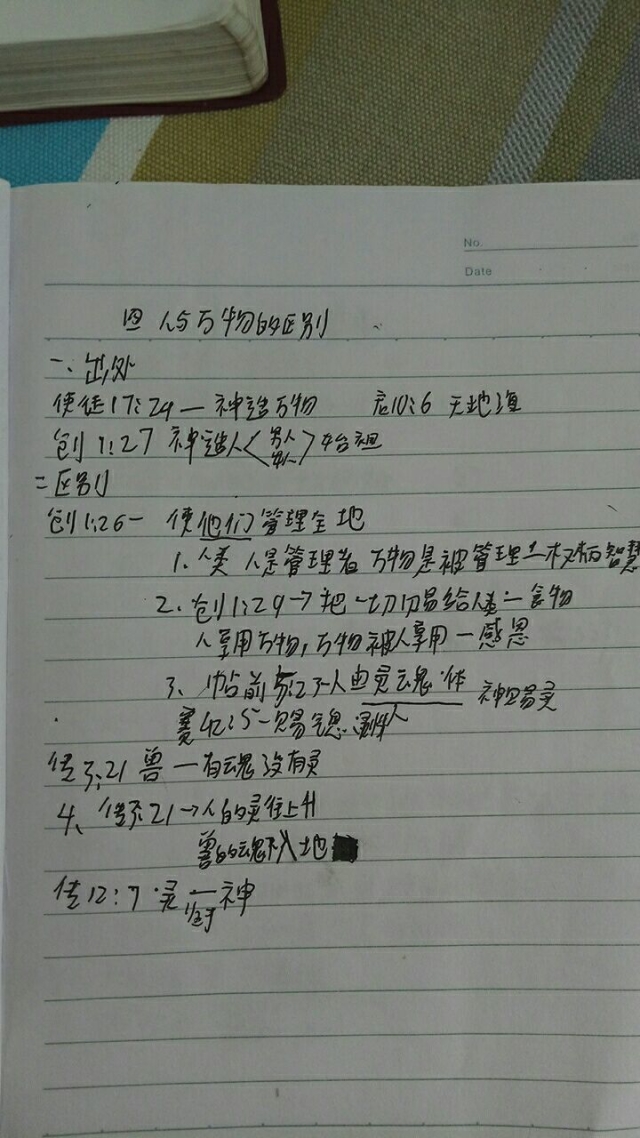 No.
Date
四 人与万物的区别
一、出处
使徒17:24 — 神造万物 启10:6 天地海
创1:27 神造人<男人 女人>始祖
二 区别
创1:26 — 使他们管理全地
1. 人类 人是管理者 万物是被管理 — 权柄智慧
2. 创1:29→把一切赐给人类 — 食物
人享用万物,万物被人享用 — 感恩
3、帖前5:23 人由灵魂体 神赐灵
赛42:5 — 赐气息
传3:21 兽 — 有魂没有灵
4、传3:21→人的灵往上升
兽的魂下入地
传12:7 灵 — 归于 神